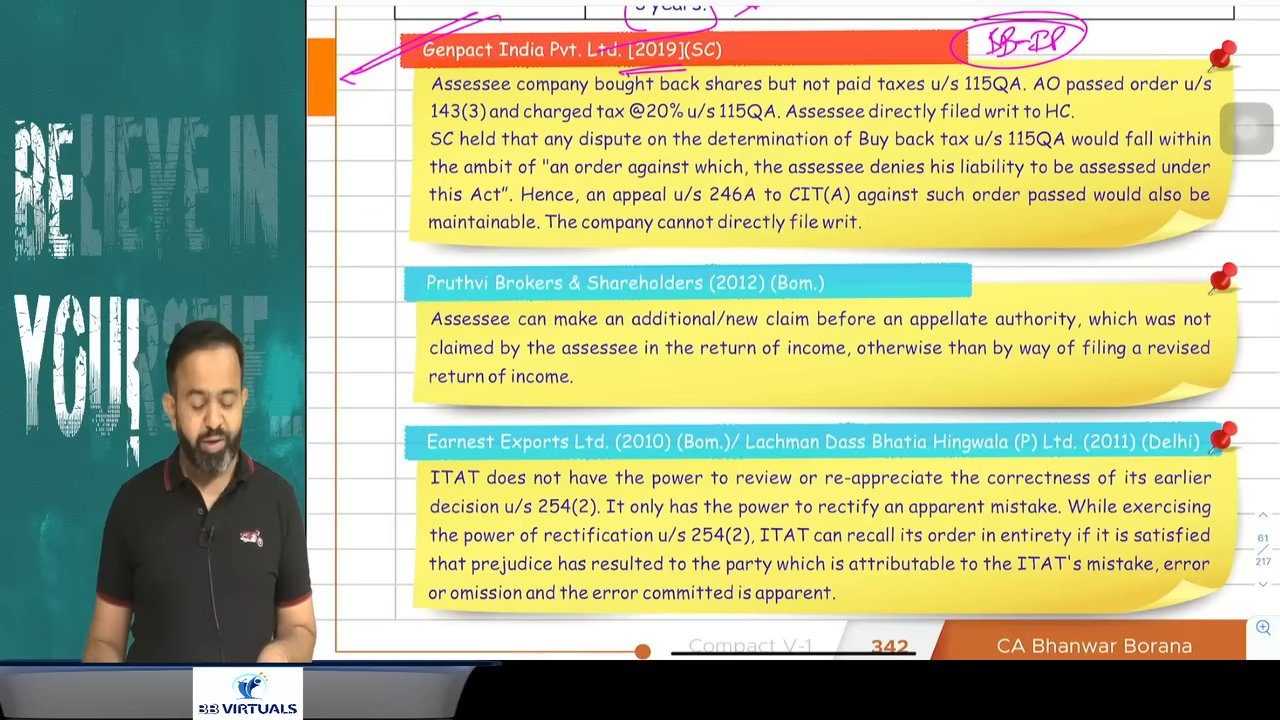 3 years.
Genpact India Pvt. Ltd. [2019](SC)
Assessee company bought back shares but not paid taxes u/s 115QA. AO passed order u/s
143(3) and charged tax @20% u/s 115QA. Assessee directly filed writ to HC.
SC held that any dispute on the determination of Buy back tax u/s 115QA would fall within
the ambit of "an order against which, the assessee denies his liability to be assessed under
this Act”. Hence, an appeal u/s 246A to CIT(A) against such order passed would also be
maintainable. The company cannot directly file writ.
Pruthvi Brokers & Shareholders (2012) (Bom.)
Assessee can make an additional/new claim before an appellate authority, which was not
claimed by the assessee in the return of income, otherwise than by way of filing a revised
return of income.
Earnest Exports Ltd. (2010) (Bom.)/ Lachman Dass Bhatia Hingwala (P) Ltd. (2011) (Delhi)
ITAT does not have the power to review or re-appreciate the correctness of its earlier
decision u/s 254(2). It only has the power to rectify an apparent mistake. While exercising
the power of rectification u/s 254(2), ITAT can recall its order in entirety if it is satisfied
that prejudice has resulted to the party which is attributable to the ITAT's mistake, error
or omission and the error committed is apparent.
Compact V-1
342
CA Bhanwar Borana
61
217
BELIEVE IN
YOURSELF...
BB VIRTUALS